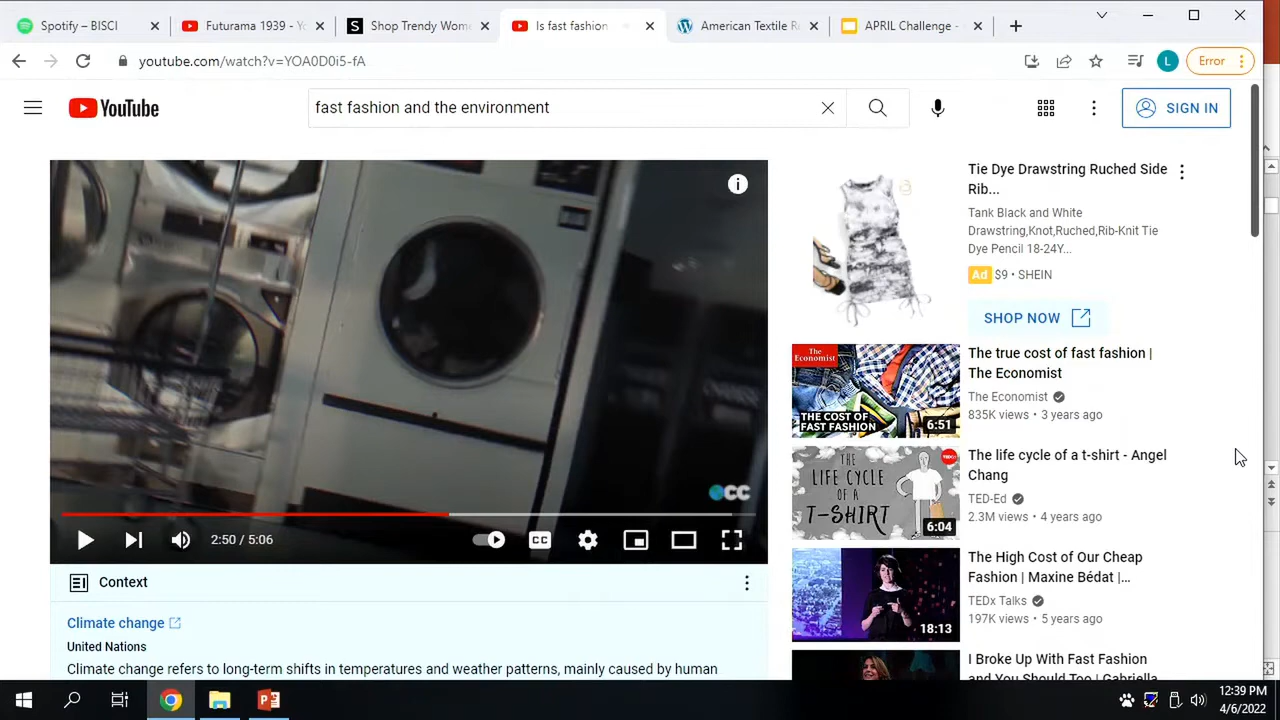 Spotify – BISCI
Futurama 1939 - Yo
Shop Trendy Wome
Is fast fashion
American Textile Re
APRIL Challenge -
youtube.com/watch?v=YOA0D0i5-fA
L
Error
YouTube
fast fashion and the environment
SIGN IN
CC
2:50 / 5:06
CC
Context
Climate change
United Nations
Climate change refers to long-term shifts in temperatures and weather patterns, mainly caused by human
Tie Dye Drawstring Ruched Side
Rib...
Tank Black and White
Drawstring,Knot,Ruched,Rib-Knit Tie
Dye Pencil 18-24Y...
Ad $9 • SHEIN
SHOP NOW
The Economist
THE COST OF
FAST FASHION
6:51
The true cost of fast fashion |
The Economist
The Economist
835K views • 3 years ago
THE
LIFE CYCLE
OF A
T-SHIRT
6:04
The life cycle of a t-shirt - Angel
Chang
TED-Ed
2.3M views • 4 years ago
18:13
The High Cost of Our Cheap
Fashion | Maxine Bédat |...
TEDx Talks
197K views • 5 years ago
I Broke Up With Fast Fashion
and You Should Too | Gabriella
12:39 PM
4/6/2022